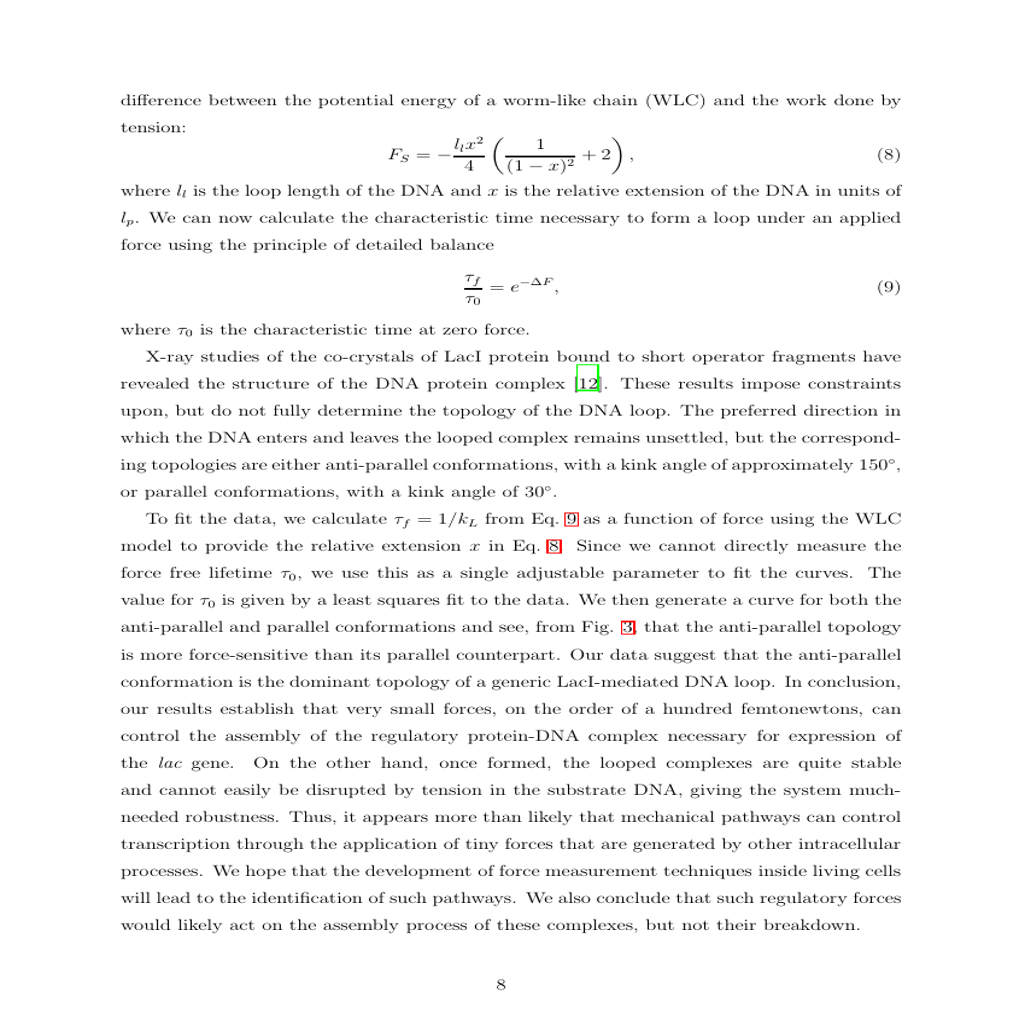 difference between the potential energy of a worm-like chain (WLC) and the work done by
tension:
F_S = −\frac{l_l x^2}{4} \left( \frac{1}{(1 − x)^2} + 2 \right) , (8)
where l_l is the loop length of the DNA and x is the relative extension of the DNA in units of
l_p. We can now calculate the characteristic time necessary to form a loop under an applied
force using the principle of detailed balance
\frac{τ_f}{τ_0} = e^{−ΔF}, (9)
where τ_0 is the characteristic time at zero force.
X-ray studies of the co-crystals of LacI protein bound to short operator fragments have
revealed the structure of the DNA protein complex [12]. These results impose constraints
upon, but do not fully determine the topology of the DNA loop. The preferred direction in
which the DNA enters and leaves the looped complex remains unsettled, but the correspond-
ing topologies are either anti-parallel conformations, with a kink angle of approximately 150°,
or parallel conformations, with a kink angle of 30°.
To fit the data, we calculate τ_f = 1/k_L from Eq. 9 as a function of force using the WLC
model to provide the relative extension x in Eq. 8. Since we cannot directly measure the
force free lifetime τ_0, we use this as a single adjustable parameter to fit the curves. The
value for τ_0 is given by a least squares fit to the data. We then generate a curve for both the
anti-parallel and parallel conformations and see, from Fig. 3, that the anti-parallel topology
is more force-sensitive than its parallel counterpart. Our data suggest that the anti-parallel
conformation is the dominant topology of a generic LacI-mediated DNA loop. In conclusion,
our results establish that very small forces, on the order of a hundred femtonewtons, can
control the assembly of the regulatory protein-DNA complex necessary for expression of
the lac gene. On the other hand, once formed, the looped complexes are quite stable
and cannot easily be disrupted by tension in the substrate DNA, giving the system much-
needed robustness. Thus, it appears more than likely that mechanical pathways can control
transcription through the application of tiny forces that are generated by other intracellular
processes. We hope that the development of force measurement techniques inside living cells
will lead to the identification of such pathways. We also conclude that such regulatory forces
would likely act on the assembly process of these complexes, but not their breakdown.
8